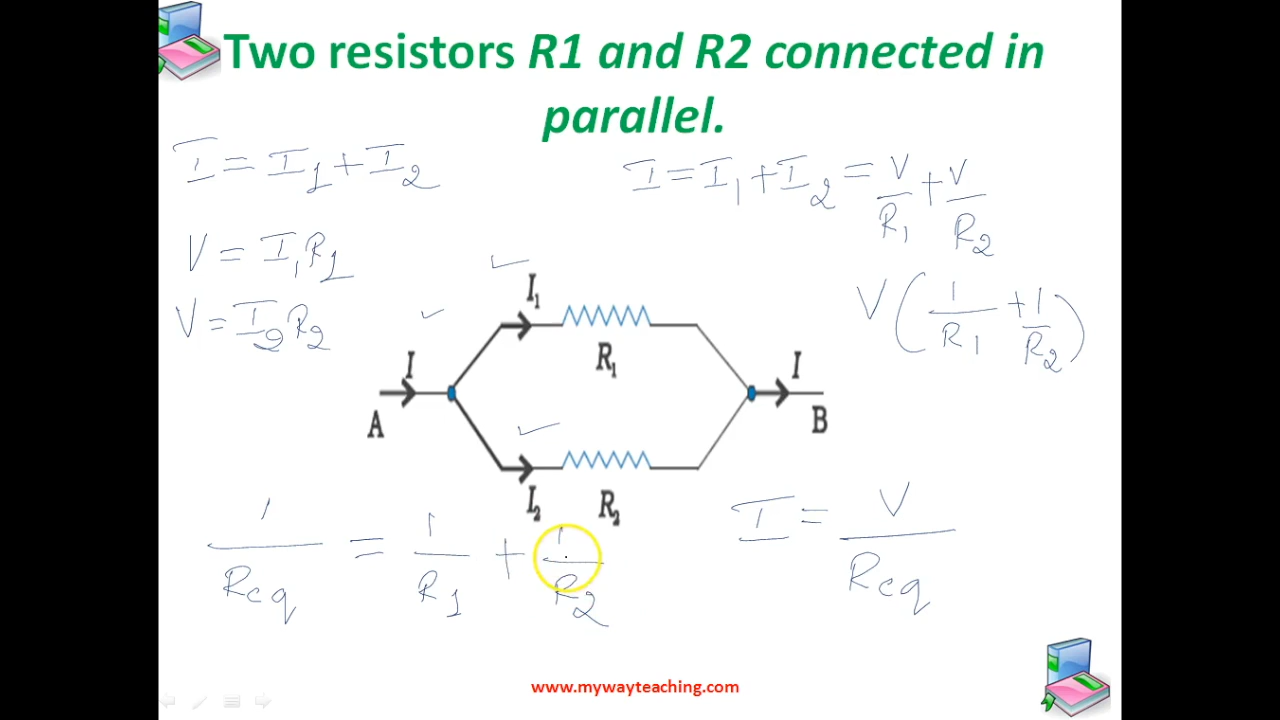 Two resistors R1 and R2 connected in
parallel.
I = I1 + I2
V = I1R1
V = I2R2
I = I1 + I2 = V/R1 + V/R2
V(1/R1 + 1/R2)
I1
R1
I
A
I
B
I2
R2
1/Req = 1/R1 + 1/R2
I = V/Req
www.mywayteaching.com